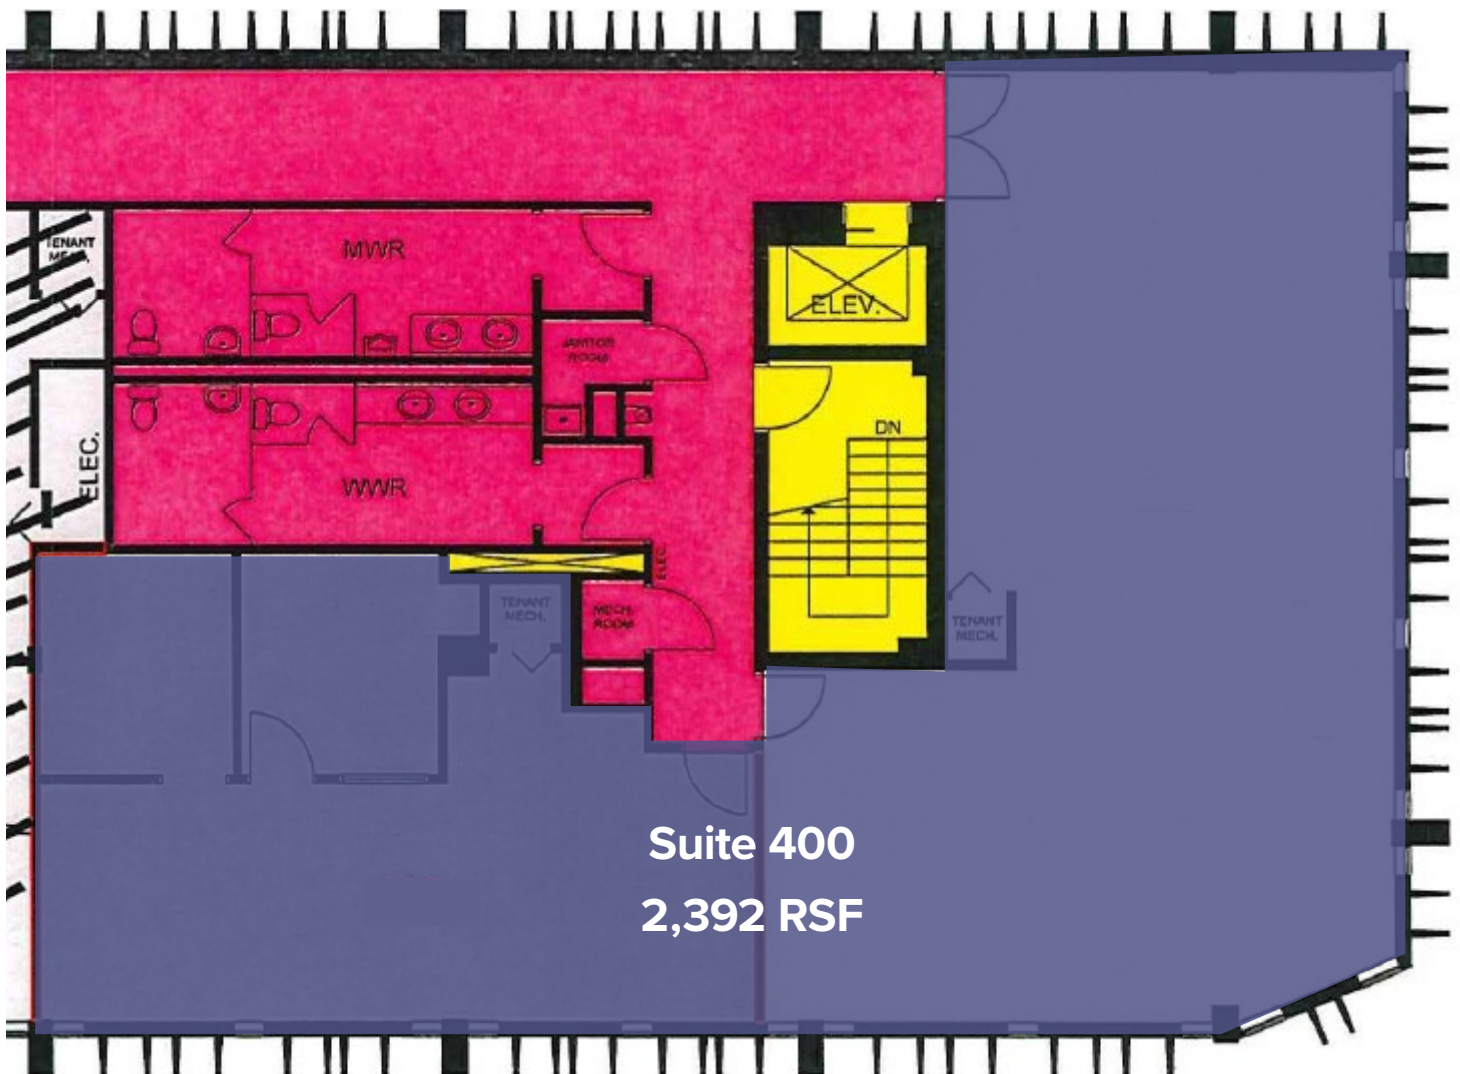 TENANT
MWR
ELEV.
JANITOR
ROOM
DN
ELEC.
WWR
ELEC.
TENANT
MECH.
MECH.
ROOM
TENANT
MECH.
Suite 400
2,392 RSF